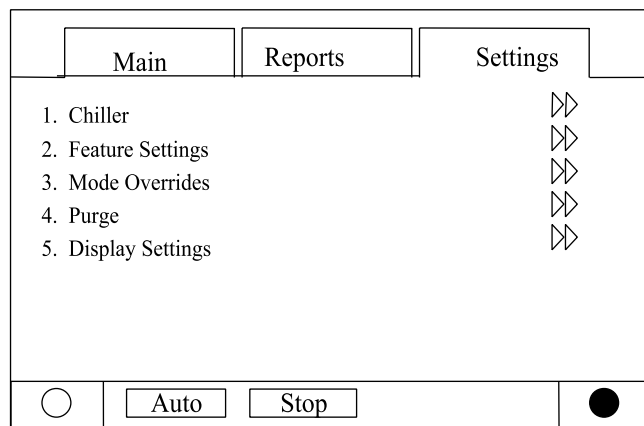 Main Reports Settings
1. Chiller
2. Feature Settings
3. Mode Overrides
4. Purge
5. Display Settings
Auto Stop